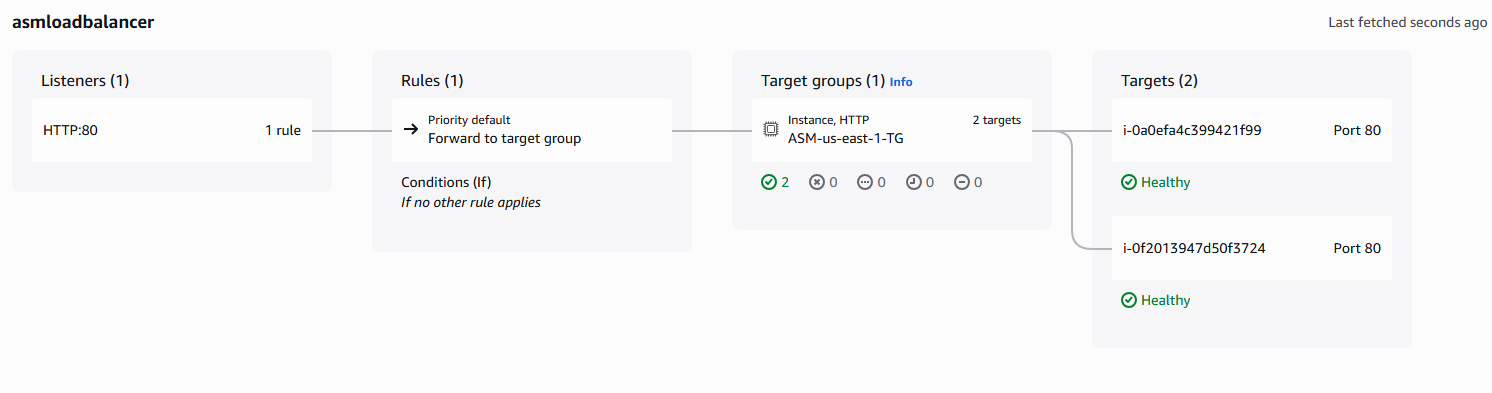 asmloadbalancer
Last fetched seconds ago
Listeners (1)
HTTP:80 1 rule
Rules (1)
Priority default
Forward to target group
Conditions (If)
If no other rule applies
Target groups (1) Info
Instance, HTTP 2 targets
ASM-us-east-1-TG
2 0 0 0 0
Targets (2)
i-0a0efa4c399421f99 Port 80
Healthy
i-0f2013947d50f3724 Port 80
Healthy